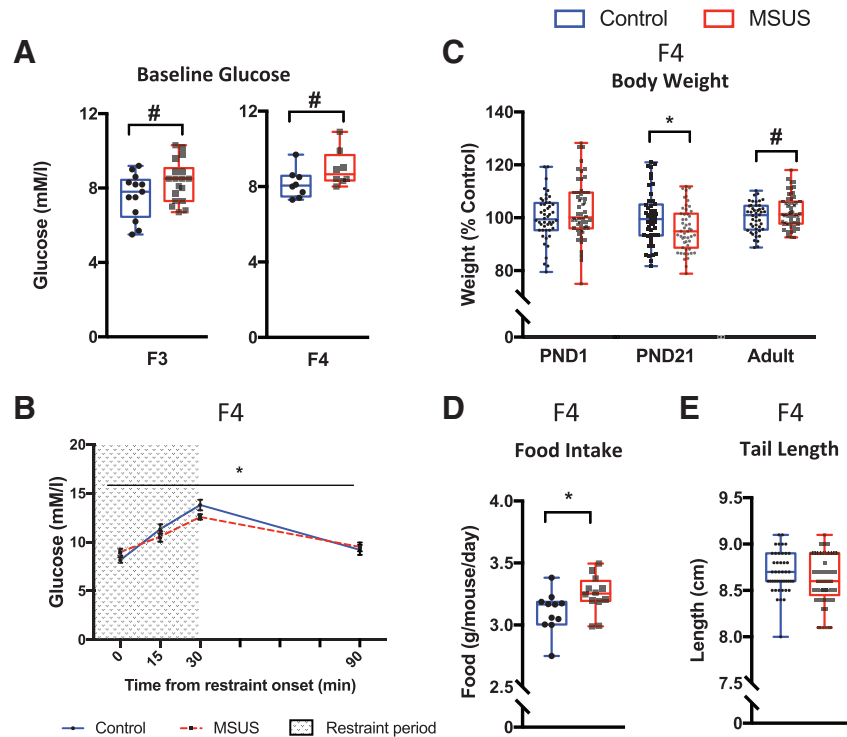 Control MSUS
A
Baseline Glucose
#
#
Glucose (mM/l)
12
8
4
0
F3
12
8
4
0
F4
C
F4
Body Weight
*
#
Weight (% Control)
140
120
100
80
0
PND1 PND21 Adult
B
F4
*
Glucose (mM/l)
20
15
10
5
0
0 15 30 90
Time from restraint onset (min)
Control MSUS Restraint period
D
F4
Food Intake
*
Food (g/mouse/day)
4.0
3.5
3.0
2.5
0
E
F4
Tail Length
Length (cm)
9.5
9.0
8.5
8.0
7.5
0